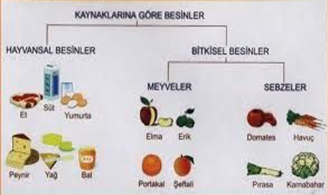 KAYNAKLARINA GÖRE BESİNLER
HAYVANSAL BESİNLER
BİTKİSEL BESİNLER
MEYVELER
SEBZELER
Et
Süt
Yumurta
Elma
Erik
Domates
Havuç
Peynir
Yağ
Bal
Portakal
Şeftali
Pırasa
Karnabahar